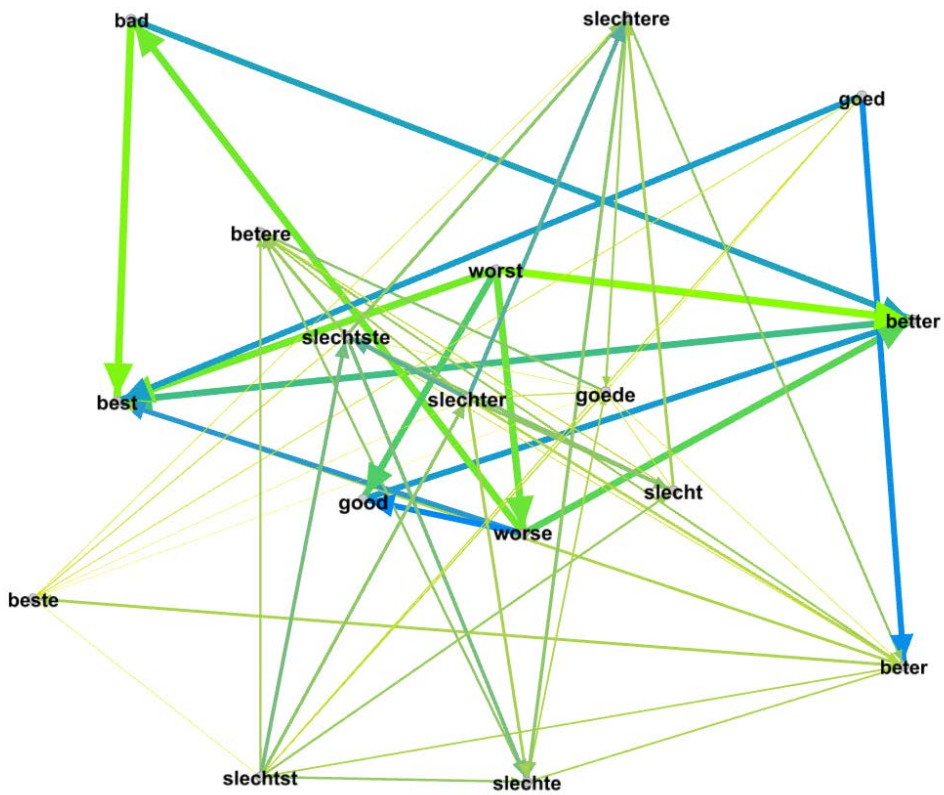 bad
slechtere
goed
betere
worst
better
slechtste
best
slechter
goede
slecht
good
worse
beste
beter
slechtst
slechte